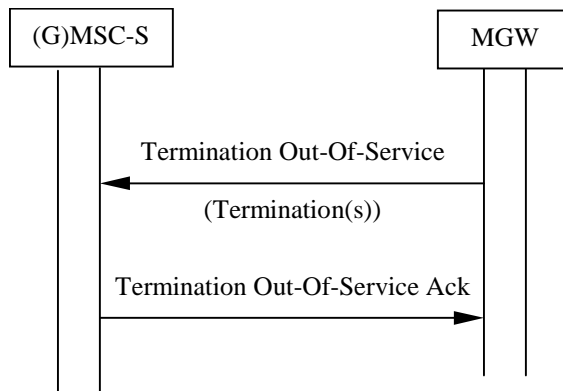 (G)MSC-S
MGW
Termination Out-Of-Service
(Termination(s))
Termination Out-Of-Service Ack